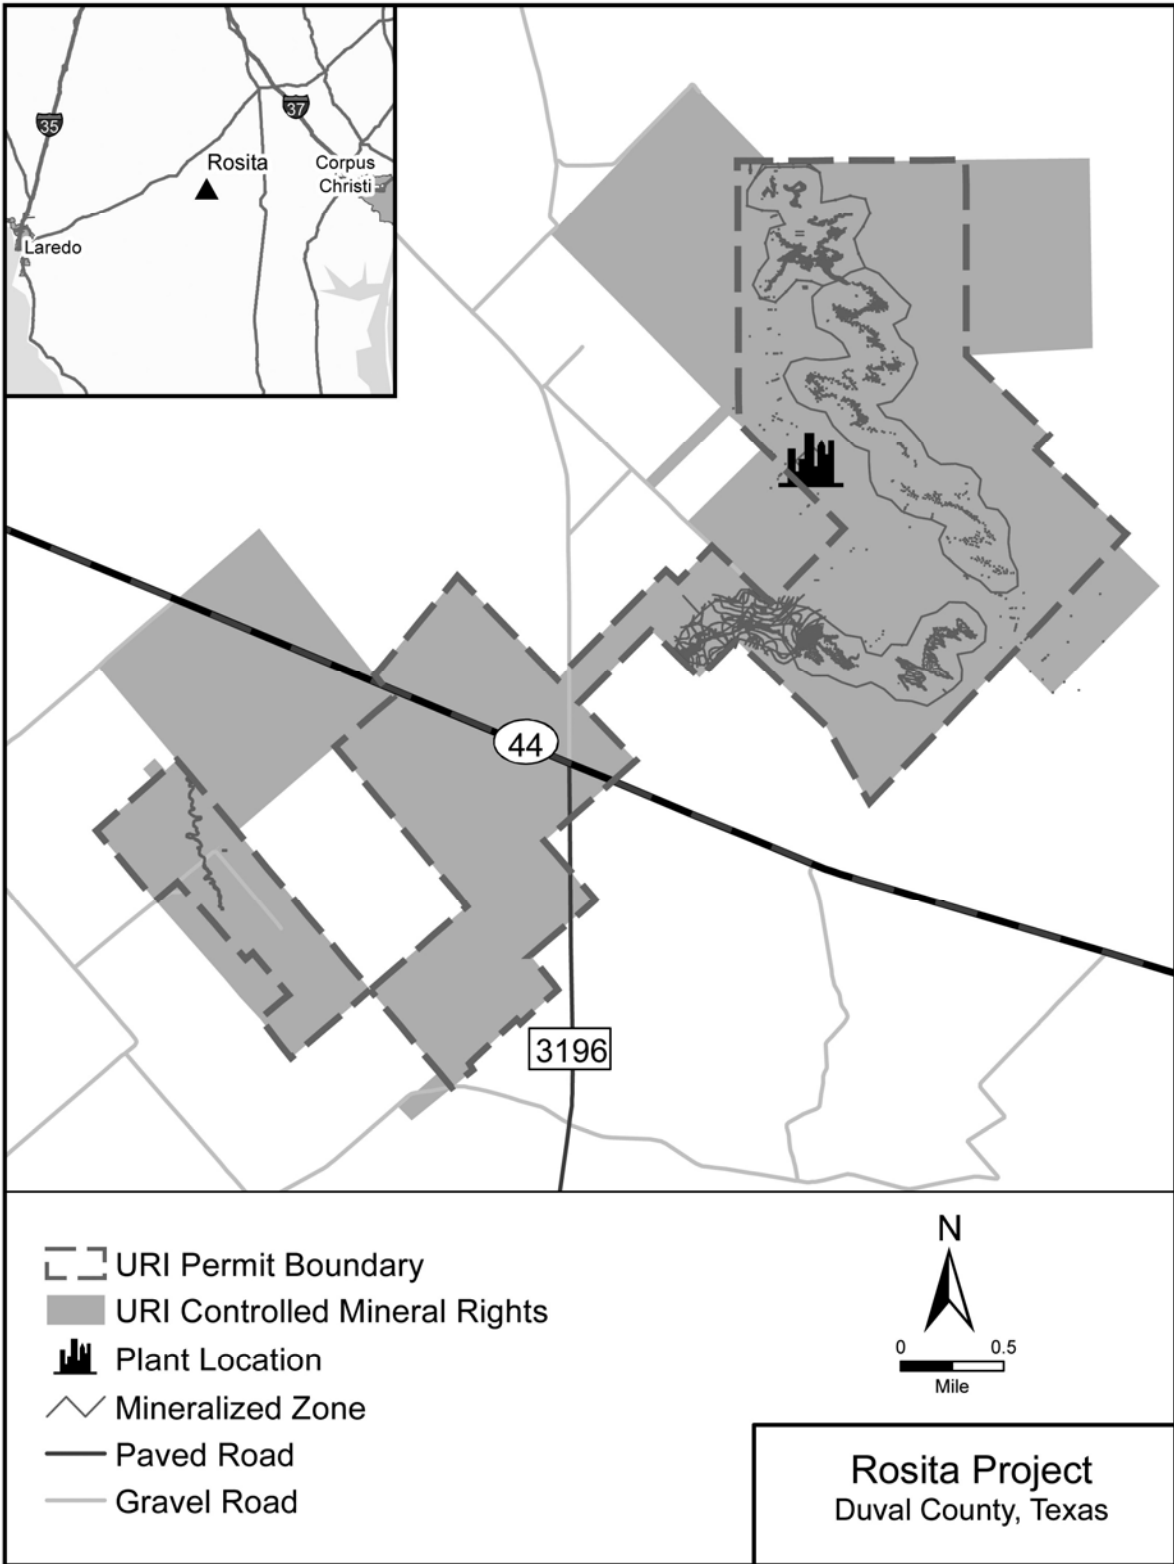 35
37
Rosita
Corpus
Christi
Laredo
44
3196
URI Permit Boundary
URI Controlled Mineral Rights
Plant Location
Mineralized Zone
Paved Road
Gravel Road
N
0 0.5
Mile
Rosita Project
Duval County, Texas